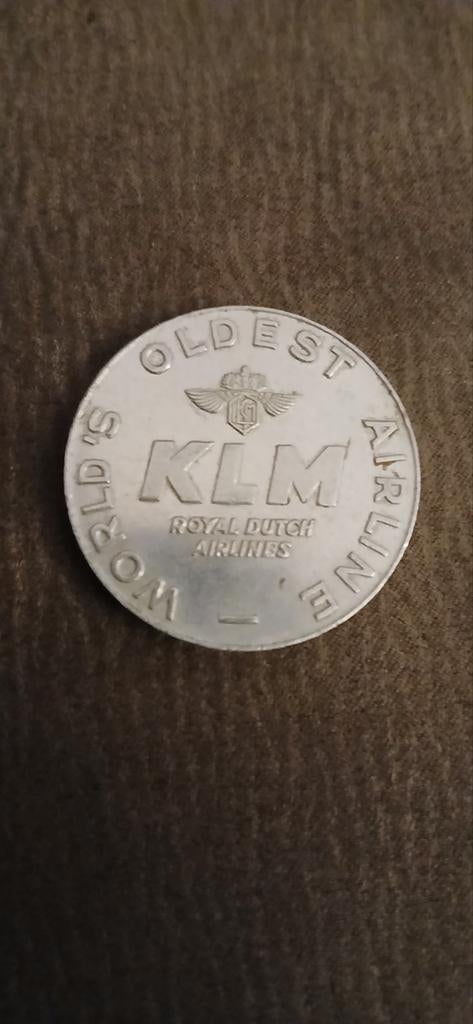 WORLD'S OLDEST AIRLINE —
KLM
ROYAL DUTCH
AIRLINES